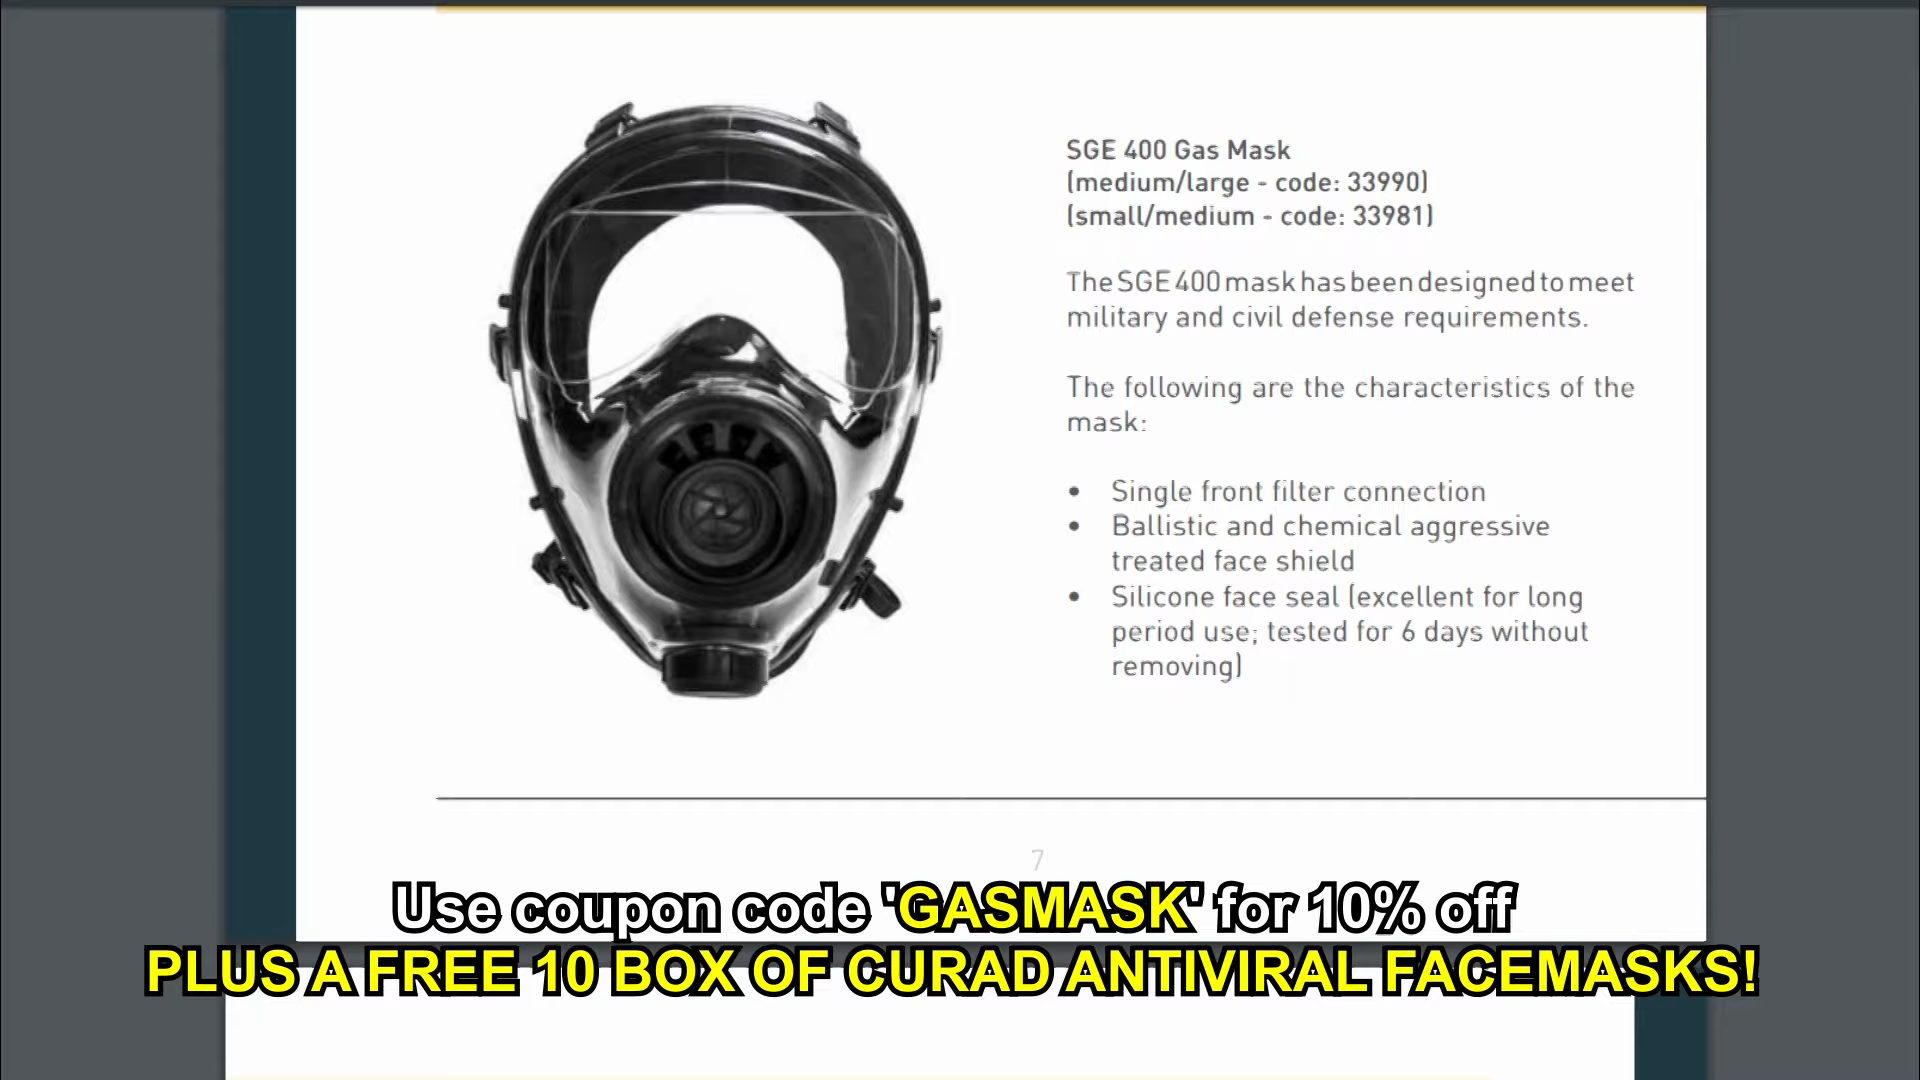 SGE 400 Gas Mask
(medium/large - code: 33990)
(small/medium - code: 33981)
The SGE 400 mask has been designed to meet
military and civil defense requirements.
The following are the characteristics of the
mask:
• Single front filter connection
• Ballistic and chemical aggressive
treated face shield
• Silicone face seal (excellent for long
period use; tested for 6 days without
removing)
7
Use coupon code 'GASMASK' for 10% off
PLUS A FREE 10 BOX OF CURAD ANTIVIRAL FACEMASKS!